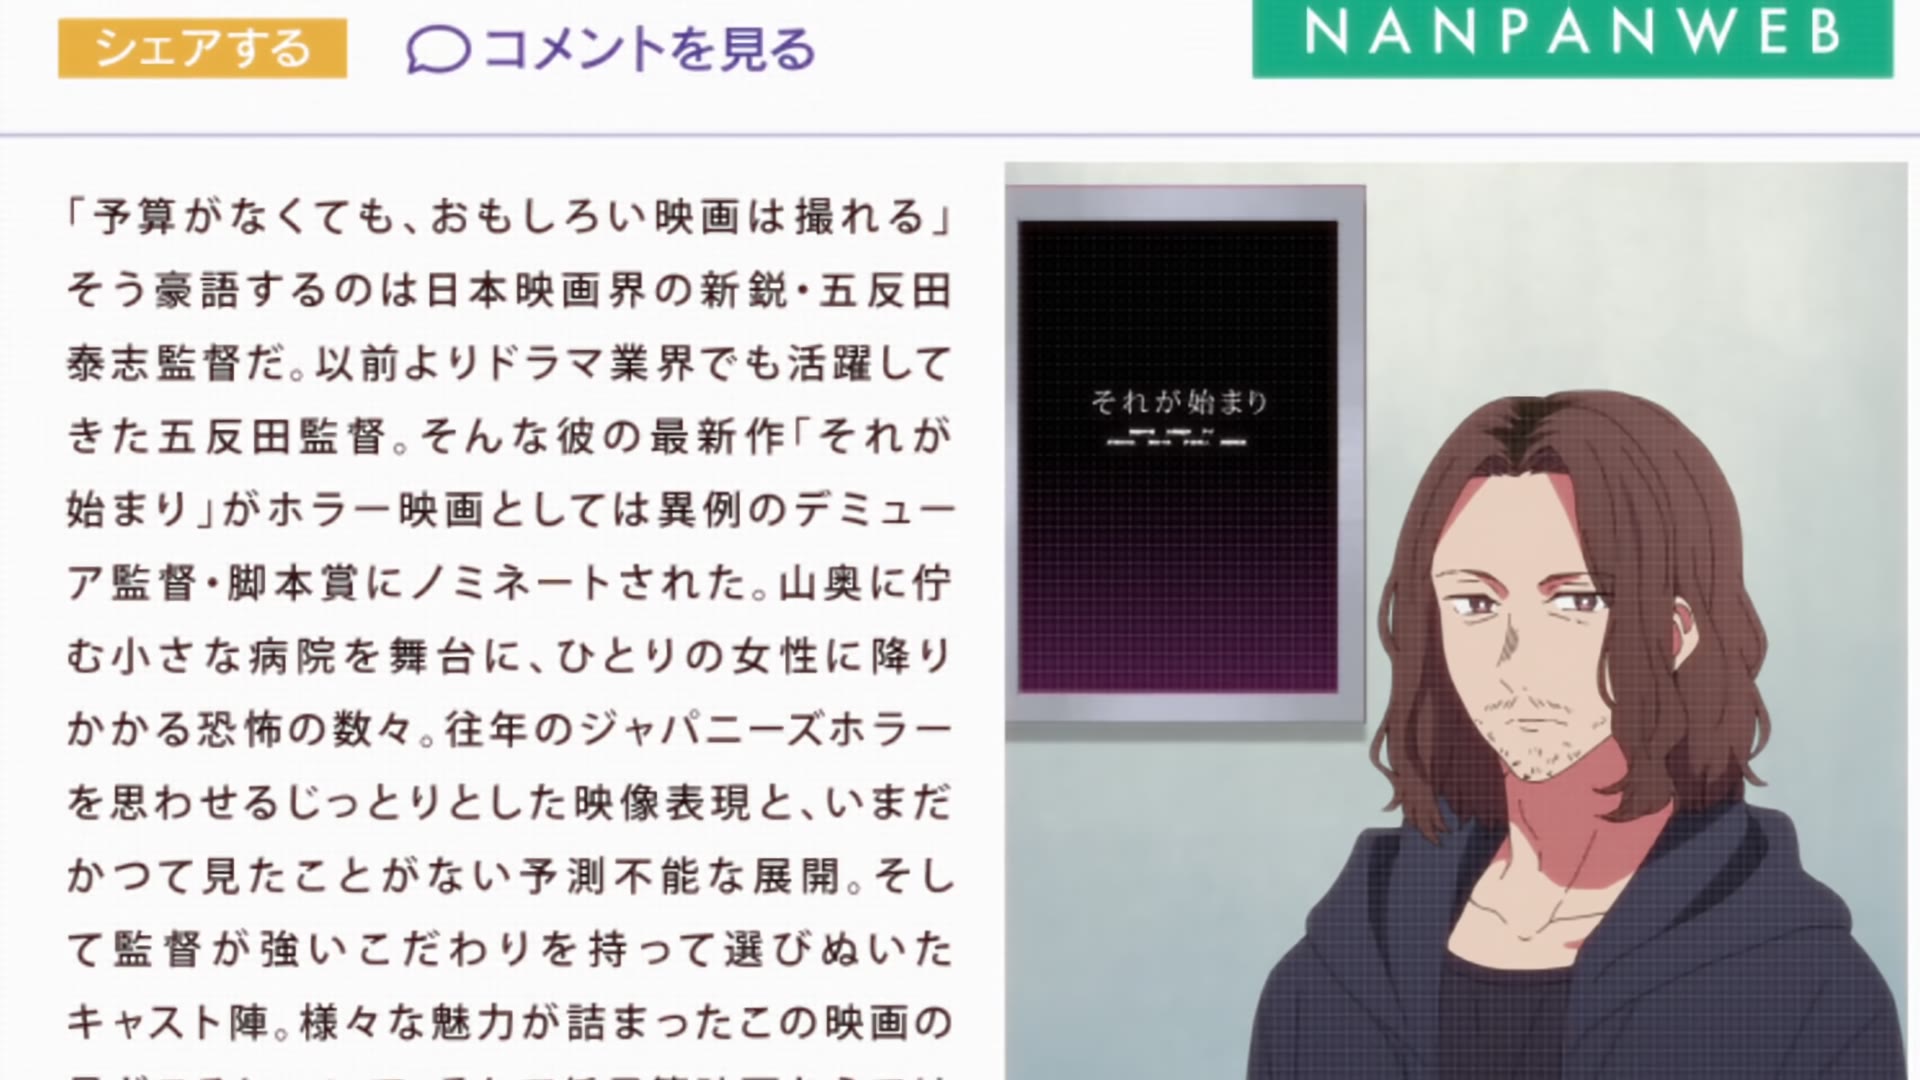 シェアする
コメントを見る
NANPANWEB
「予算がなくても、おもしろい映画は撮れる」
そう豪語するのは日本映画界の新鋭・五反田
泰志監督だ。以前よりドラマ業界でも活躍して
きた五反田監督。そんな彼の最新作「それが
始まり」がホラー映画としては異例のデミュー
ア監督・脚本賞にノミネートされた。山奥に佇
む小さな病院を舞台に、ひとりの女性に降り
かかる恐怖の数々。往年のジャパニーズホラー
を思わせるじっとりとした映像表現と、いまだ
かつて見たことがない予測不能な展開。そし
て監督が強いこだわりを持って選びぬいた
キャスト陣。様々な魅力が詰まったこの映画の
それが始まり